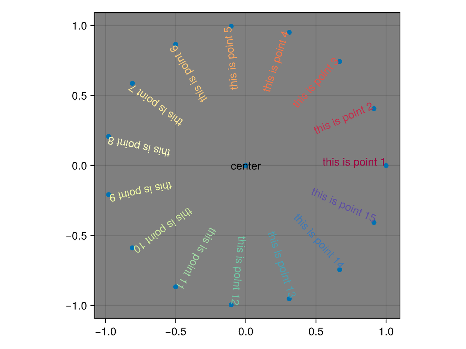 1.0
0.5
0.0
−0.5
−1.0
−1.0
−0.5
0.0
0.5
1.0
center
this is point 1
this is point 2
this is point 3
this is point 4
this is point 5
this is point 6
this is point 7
this is point 8
this is point 9
this is point 10
this is point 11
this is point 12
this is point 13
this is point 14
this is point 15